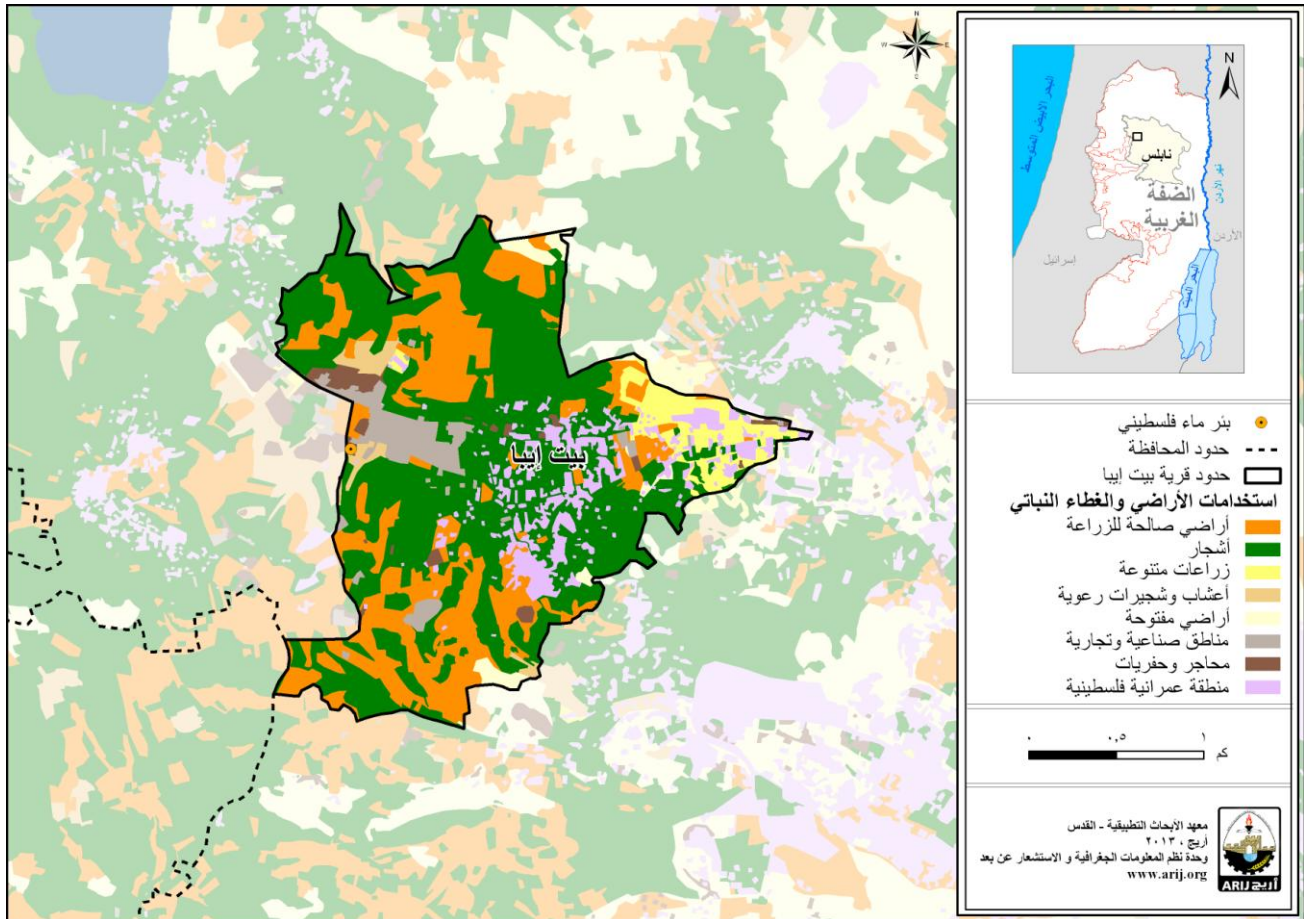 N
W
E
S
بيت إيبا
N
البحر الابيض المتوسط
نابلس
الضفة
الغربية
نهر الأردن
الأردن
إسرائيل
البحر الميت
بئر ماء فلسطيني
حدود المحافظة
حدود قرية بيت إيبا
استخدامات الأراضي والغطاء النباتي
أراضي صالحة للزراعة
أشجار
زراعات متنوعة
أعشاب وشجيرات رعوية
أراضي مفتوحة
مناطق صناعية وتجارية
محاجر وحفريات
منطقة عمرانية فلسطينية
٠ ٠,٥ ١
كم
معهد الأبحاث التطبيقية - القدس
أريج ، ٢٠١٣
وحدة نظم المعلومات الجغرافية و الاستشعار عن بعد
www.arij.org
أريج ARIJ